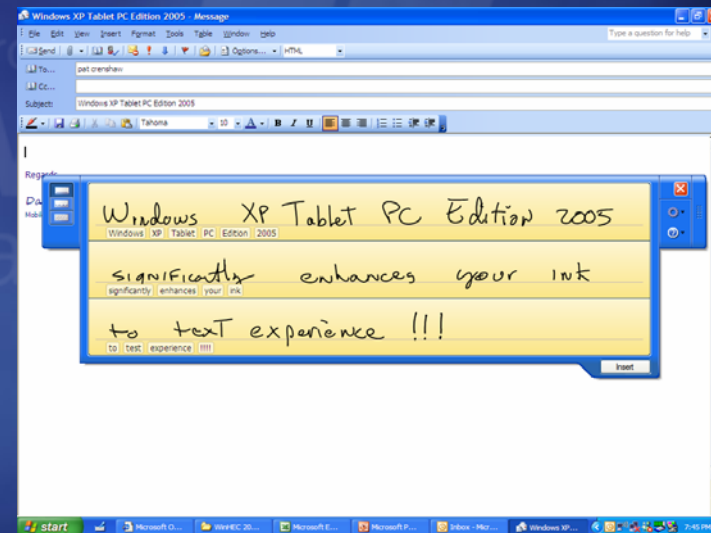 Windows XP Tablet PC Edition 2005 - Message
File Edit View Insert Format Tools Table Window Help Type a question for help
Send Options... HTML
To... pat crenshaw
Cc...
Subject: Windows XP Tablet PC Edition 2005
Tahoma 10 A B I U
Regards
Da
Mobil
Windows XP Tablet PC Edition 2005
Windows XP Tablet PC Edition 2005
significantly enhances your ink
significantly enhances your ink
to text experience !!!
to test experience !!!!
Insert
start Microsoft O... WinHEC 20... Microsoft E... Microsoft P... Inbox - Micr... Windows XP... 7:45 PM